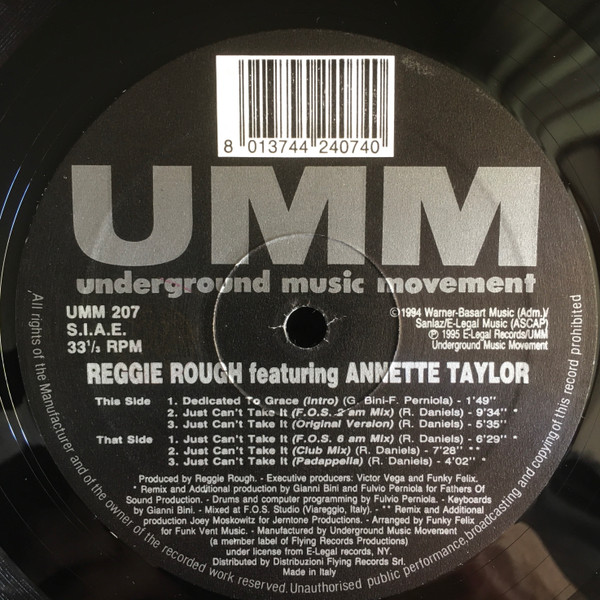 8 013744 240740
UMM
underground music movement
UMM 207
S.I.A.E.
33⅓ RPM
©1994 Warner-Basart Music (Adm.)/
Sanlaz/E-Legal Music (ASCAP)
℗ 1995 E-Legal Records/UMM
Underground Music Movement
REGGIE ROUGH featuring ANNETTE TAYLOR
This Side 1. Dedicated To Grace (Intro) (G. Bini-F. Perniola) - 1'49''
2. Just Can't Take It (F.O.S. 2 am Mix) (R. Daniels) - 9'34'' *
3. Just Can't Take It (Original Version) (R. Daniels) - 5'35''
That Side 1. Just Can't Take It (F.O.S. 6 am Mix) (R. Daniels) - 6'29'' *
2. Just Can't Take It (Club Mix) (R. Daniels) - 7'28'' * *
3. Just Can't Take It (Padappella) (R. Daniels) - 4'02'' *
Produced by Reggie Rough. - Executive producers: Victor Vega and Funky Felix.
* Remix and Additional production by Gianni Bini and Fulvio Perniola for Fathers Of
Sound Production. - Drums and computer programming by Fulvio Perniola. - Keyboards
by Gianni Bini. - Mixed at F.O.S. Studio (Viareggio, Italy). - ** Remix and Additional
production Joey Moskowitz for Jerntone Productions. - Arranged by Funky Felix
for Funk Vent Music. - Manufactured by Underground Music Movement
(a member label of Flying Records Productions)
under license from E-Legal records, NY.
Distributed by Distribuzioni Flying Records Srl.
Made in Italy
All rights of the Manufacturer and of the owner of the recorded work reserved. Unauthorised public performance, broadcasting and copying of this record prohibited